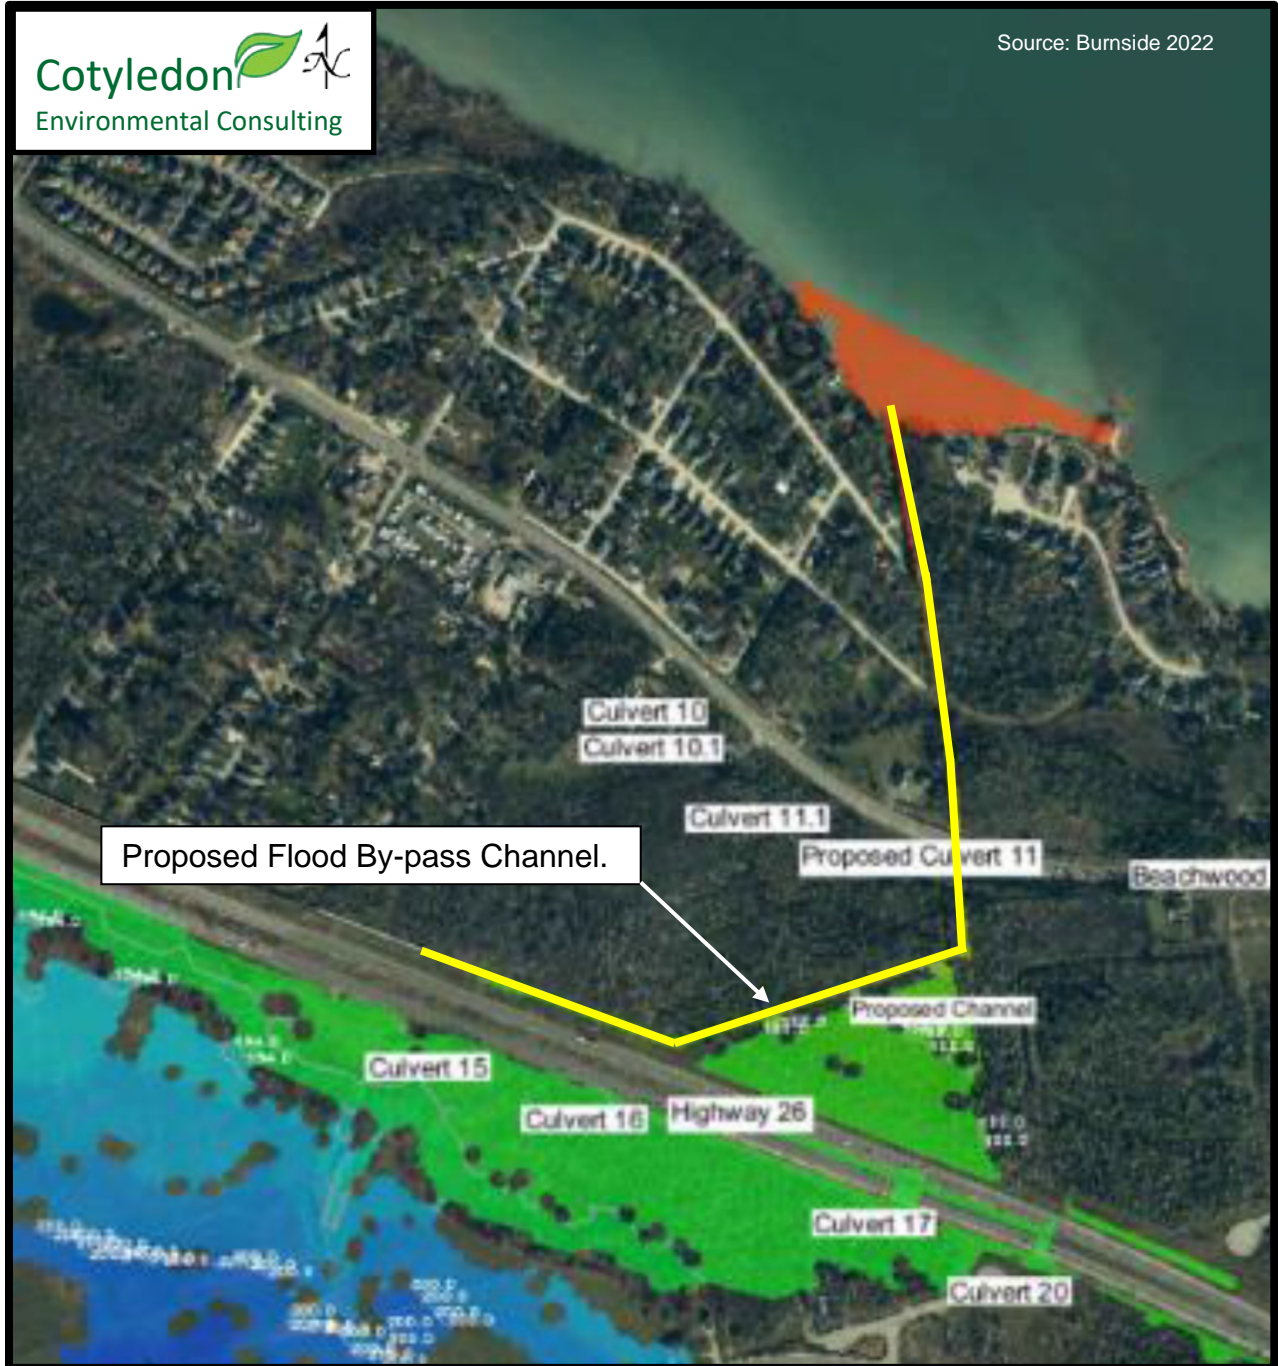 Cotyledon
Environmental Consulting
N
Source: Burnside 2022
Culvert 10
Culvert 10.1
Culvert 11.1
Proposed Culvert 11
Beachwood
Proposed Flood By-pass Channel.
Proposed Channel
Culvert 15
Culvert 16
Highway 26
Culvert 17
Culvert 20